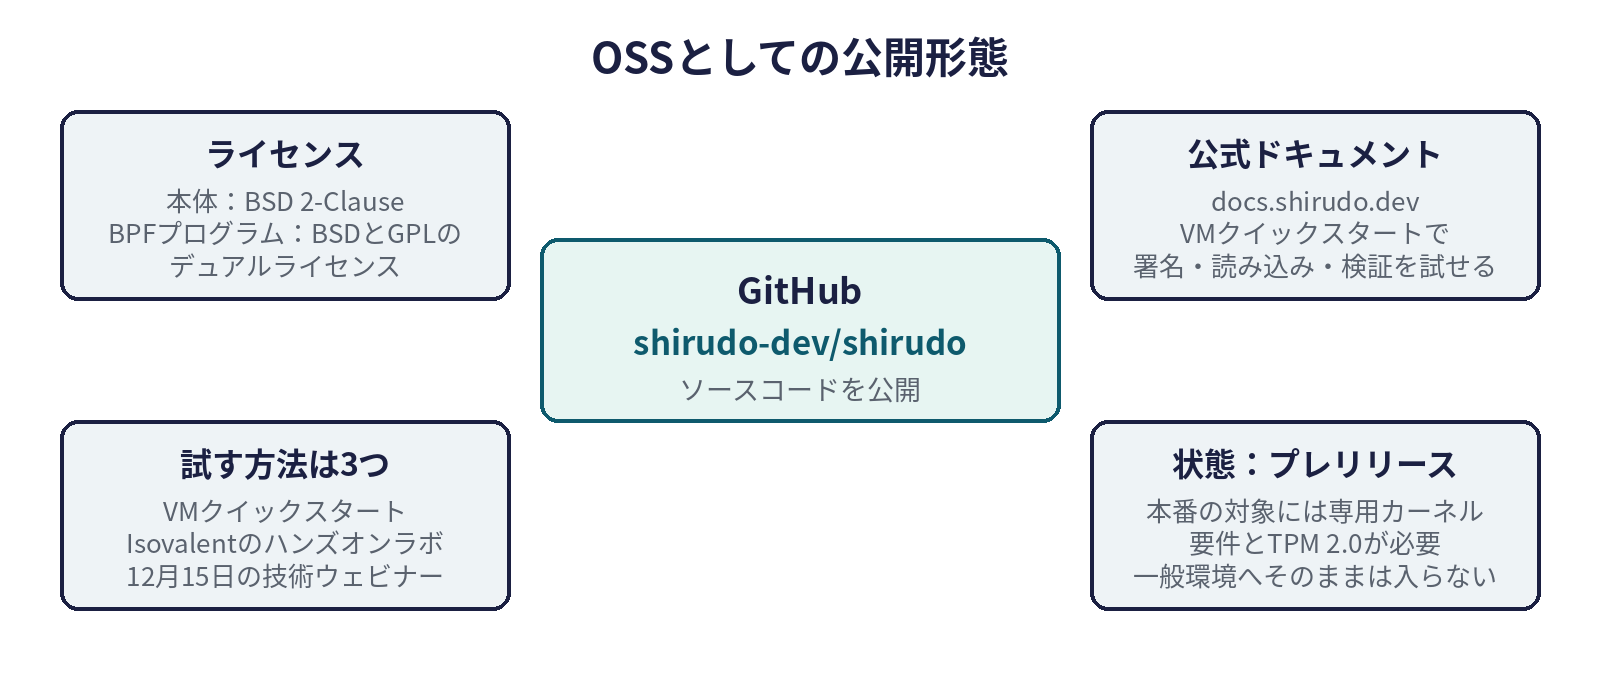 OSSとしての公開形態
ライセンス
本体：BSD 2-Clause
BPFプログラム：BSDとGPLの
デュアルライセンス
公式ドキュメント
docs.shirudo.dev
VMクイックスタートで
署名・読み込み・検証を試せる
GitHub
shirudo-dev/shirudo
ソースコードを公開
試す方法は3つ
VMクイックスタート
Isovalentのハンズオンラボ
12月15日の技術ウェビナー
状態：プレリリース
本番の対象には専用カーネル
要件とTPM 2.0が必要
一般環境へそのままは入らない